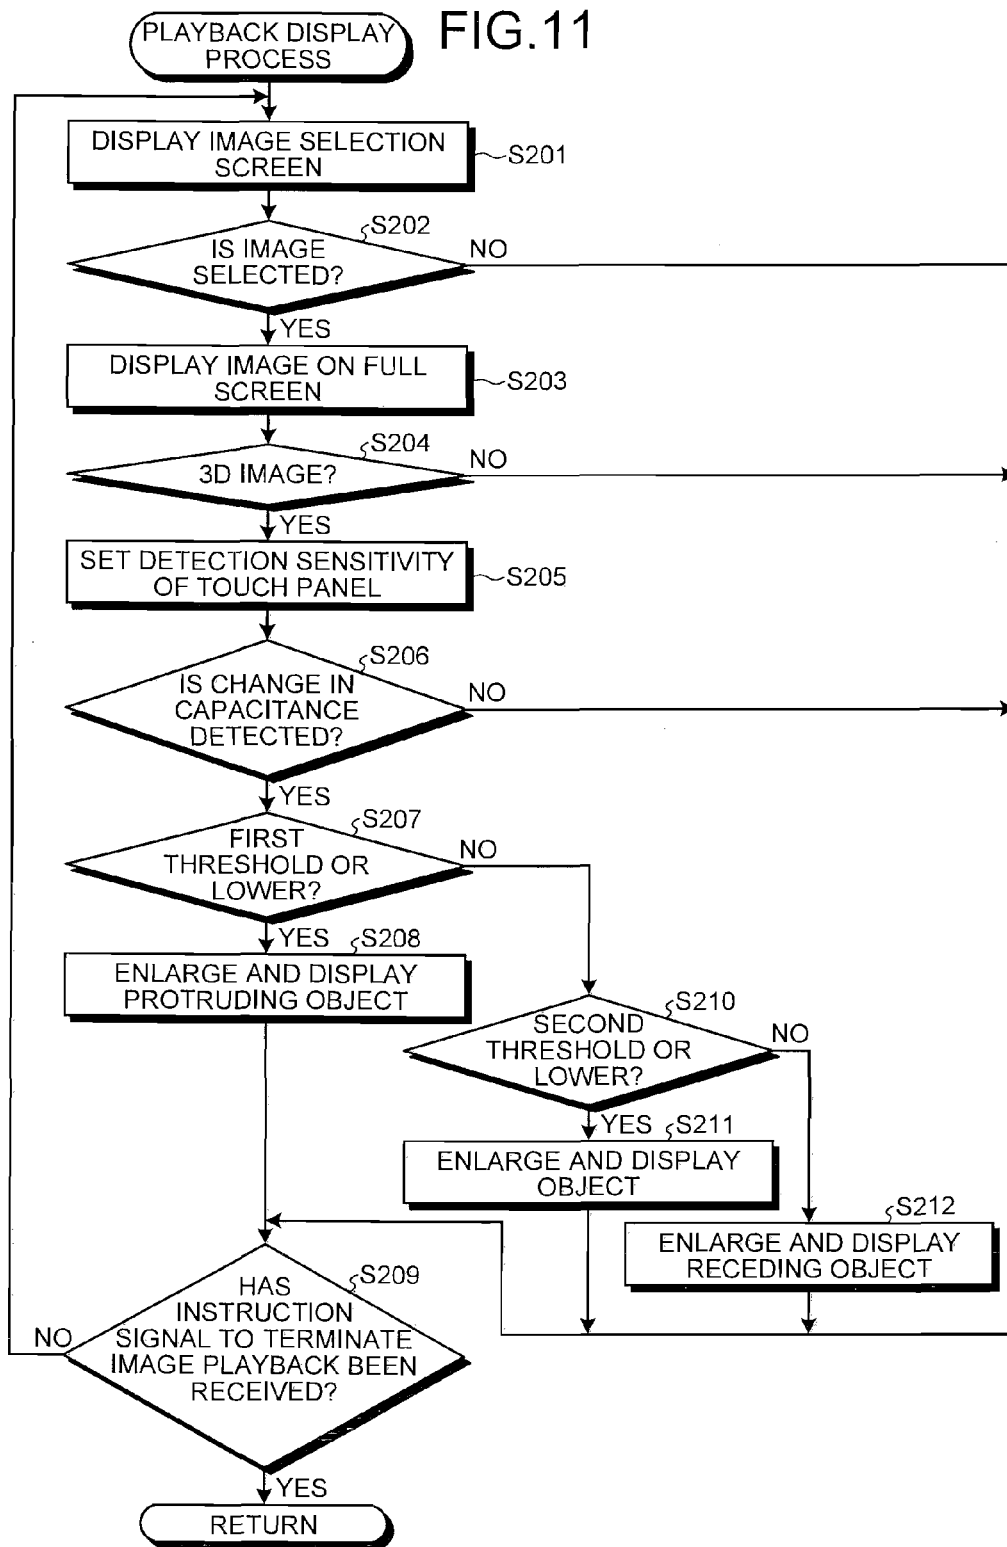 FIG.11
PLAYBACK DISPLAY
PROCESS
DISPLAY IMAGE SELECTION
SCREEN
S201
S202
IS IMAGE
SELECTED?
NO
YES
DISPLAY IMAGE ON FULL
SCREEN
S203
S204
3D IMAGE?
NO
YES
SET DETECTION SENSITIVITY
OF TOUCH PANEL
S205
S206
IS CHANGE IN
CAPACITANCE
DETECTED?
NO
YES
S207
FIRST
THRESHOLD OR
LOWER?
NO
YES
S208
ENLARGE AND DISPLAY
PROTRUDING OBJECT
S210
SECOND
THRESHOLD OR
LOWER?
NO
YES
S211
ENLARGE AND DISPLAY
OBJECT
S212
ENLARGE AND DISPLAY
RECEDING OBJECT
S209
HAS
INSTRUCTION
SIGNAL TO TERMINATE
IMAGE PLAYBACK BEEN
RECEIVED?
NO
YES
RETURN